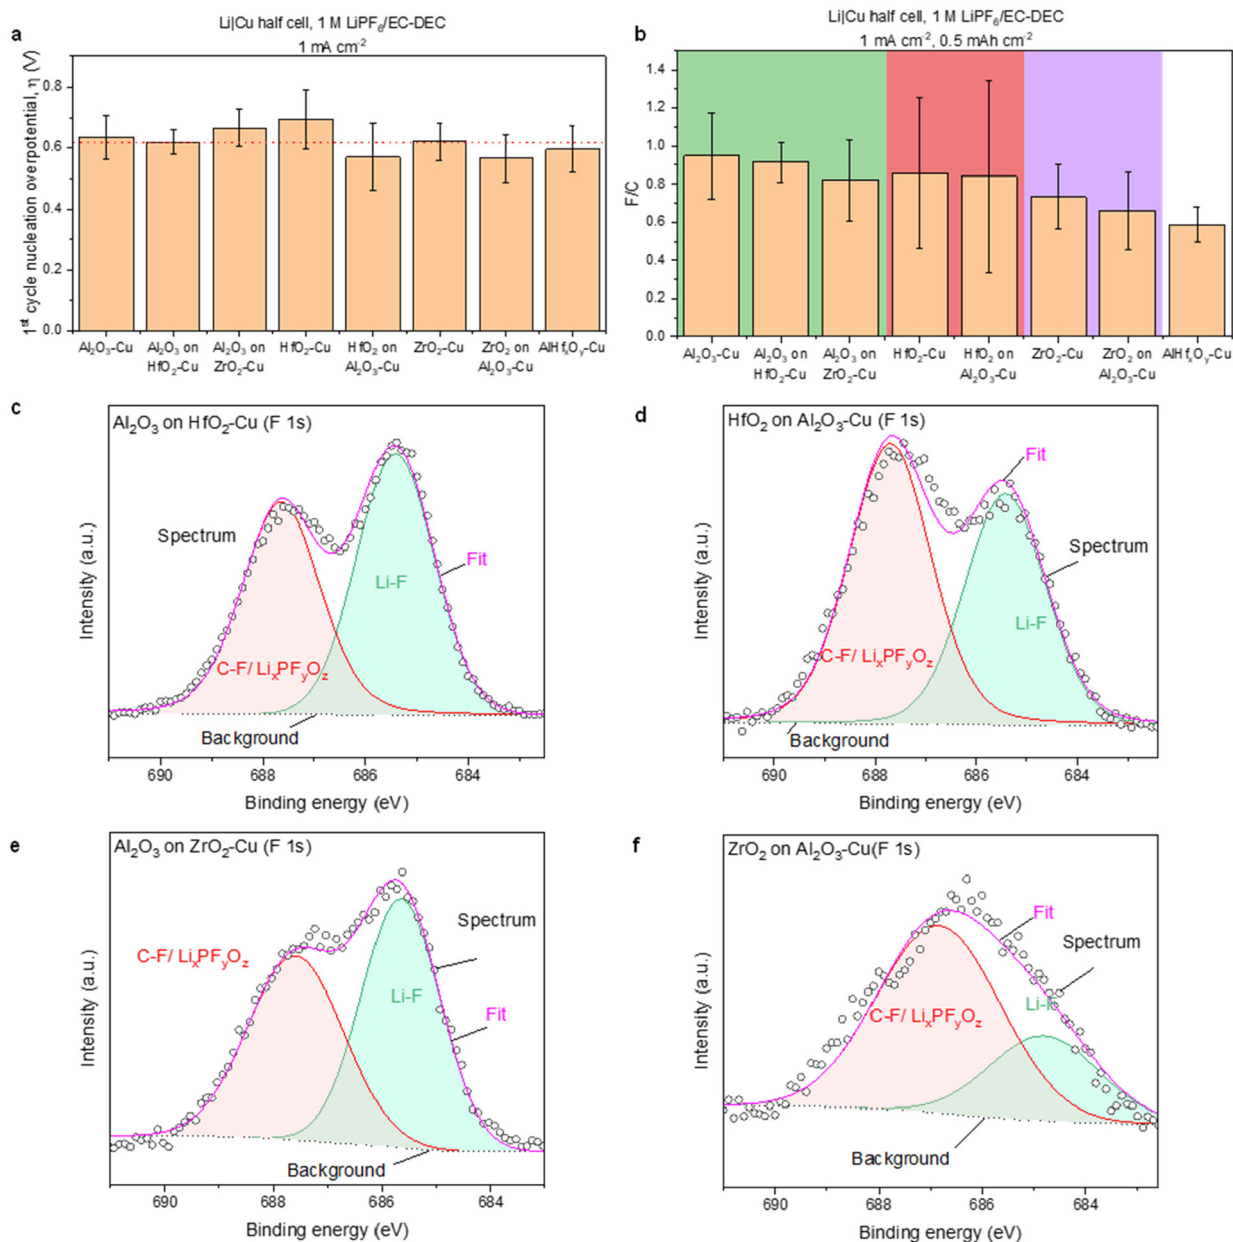 a
Li|Cu half cell, 1 M LiPF₆/EC-DEC
1 mA cm⁻²
1ˢᵗ cycle nucleation overpotential, η (V)
0.8
0.6
0.4
0.2
0.0
Al₂O₃-Cu
Al₂O₃ on
HfO₂-Cu
Al₂O₃ on
ZrO₂-Cu
HfO₂-Cu
HfO₂ on
Al₂O₃-Cu
ZrO₂-Cu
ZrO₂ on
Al₂O₃-Cu
AlHfₓOᵧ-Cu
b
Li|Cu half cell, 1 M LiPF₆/EC-DEC
1 mA cm⁻², 0.5 mAh cm⁻²
F/C
1.4
1.2
1.0
0.8
0.6
0.4
0.2
0.0
Al₂O₃-Cu
Al₂O₃ on
HfO₂-Cu
Al₂O₃ on
ZrO₂-Cu
HfO₂-Cu
HfO₂ on
Al₂O₃-Cu
ZrO₂-Cu
ZrO₂ on
Al₂O₃-Cu
AlHfₓOᵧ-Cu
c
Al₂O₃ on HfO₂-Cu (F 1s)
Spectrum
Fit
Li-F
C-F/ LiₓPFᵧO_z
Background
Intensity (a.u.)
690 688 686 684
Binding energy (eV)
d
HfO₂ on Al₂O₃-Cu (F 1s)
Fit
Spectrum
Li-F
C-F/ LiₓPFᵧO_z
Background
Intensity (a.u.)
690 688 686 684
Binding energy (eV)
e
Al₂O₃ on ZrO₂-Cu (F 1s)
Spectrum
C-F/ LiₓPFᵧO_z
Li-F
Fit
Background
Intensity (a.u.)
690 688 686 684
Binding energy (eV)
f
ZrO₂ on Al₂O₃-Cu(F 1s)
Fit
Spectrum
Li-F
C-F/ LiₓPFᵧO_z
Background
Intensity (a.u.)
690 688 686 684
Binding energy (eV)